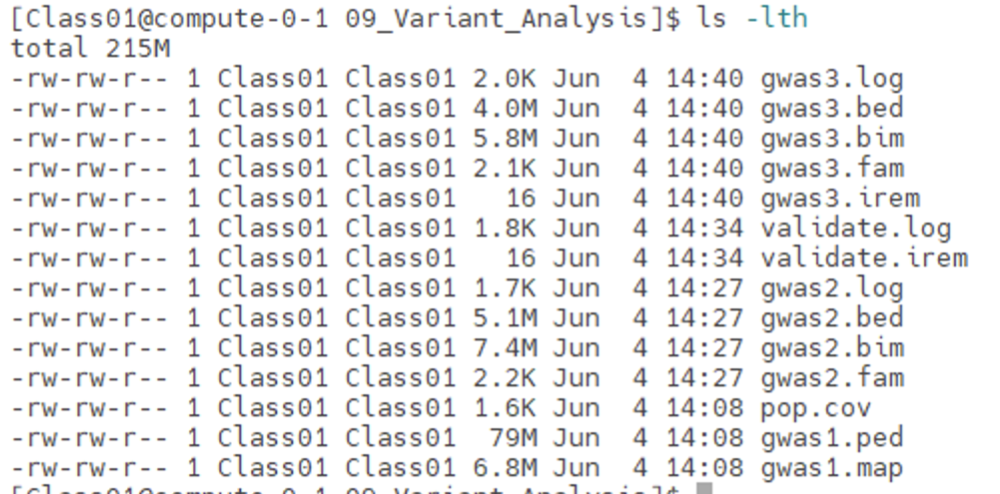 [Class01@compute-0-1 09_Variant_Analysis]$ ls -lth
total 215M
-rw-rw-r-- 1 Class01 Class01 2.0K Jun  4 14:40 gwas3.log
-rw-rw-r-- 1 Class01 Class01 4.0M Jun  4 14:40 gwas3.bed
-rw-rw-r-- 1 Class01 Class01 5.8M Jun  4 14:40 gwas3.bim
-rw-rw-r-- 1 Class01 Class01 2.1K Jun  4 14:40 gwas3.fam
-rw-rw-r-- 1 Class01 Class01   16 Jun  4 14:40 gwas3.irem
-rw-rw-r-- 1 Class01 Class01 1.8K Jun  4 14:34 validate.log
-rw-rw-r-- 1 Class01 Class01   16 Jun  4 14:34 validate.irem
-rw-rw-r-- 1 Class01 Class01 1.7K Jun  4 14:27 gwas2.log
-rw-rw-r-- 1 Class01 Class01 5.1M Jun  4 14:27 gwas2.bed
-rw-rw-r-- 1 Class01 Class01 7.4M Jun  4 14:27 gwas2.bim
-rw-rw-r-- 1 Class01 Class01 2.2K Jun  4 14:27 gwas2.fam
-rw-rw-r-- 1 Class01 Class01 1.6K Jun  4 14:08 pop.cov
-rw-rw-r-- 1 Class01 Class01  79M Jun  4 14:08 gwas1.ped
-rw-rw-r-- 1 Class01 Class01 6.8M Jun  4 14:08 gwas1.map
[Class01@compute-0-1 09_Variant_Analysis]$